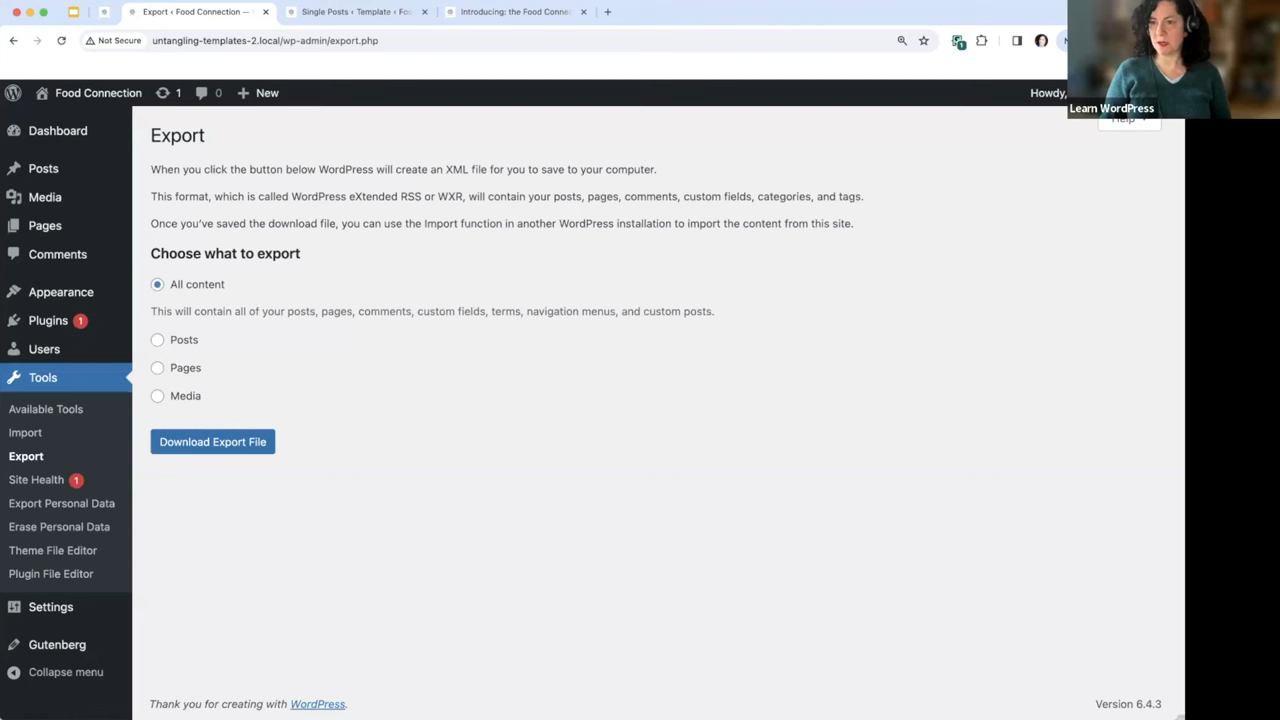 Export ‹ Food Connection —
Single Posts ‹ Template ‹ Foo
Introducing: the Food Connec
Not Secure
untangling-templates-2.local/wp-admin/export.php
1
Food Connection
1
0
New
Howdy,
Learn WordPress
Help
Dashboard
Posts
Media
Pages
Comments
Appearance
Plugins 1
Users
Tools
Available Tools
Import
Export
Site Health 1
Export Personal Data
Erase Personal Data
Theme File Editor
Plugin File Editor
Settings
Gutenberg
Collapse menu
Export
When you click the button below WordPress will create an XML file for you to save to your computer.
This format, which is called WordPress eXtended RSS or WXR, will contain your posts, pages, comments, custom fields, categories, and tags.
Once you’ve saved the download file, you can use the Import function in another WordPress installation to import the content from this site.
Choose what to export
All content
This will contain all of your posts, pages, comments, custom fields, terms, navigation menus, and custom posts.
Posts
Pages
Media
Download Export File
Thank you for creating with WordPress.
Version 6.4.3